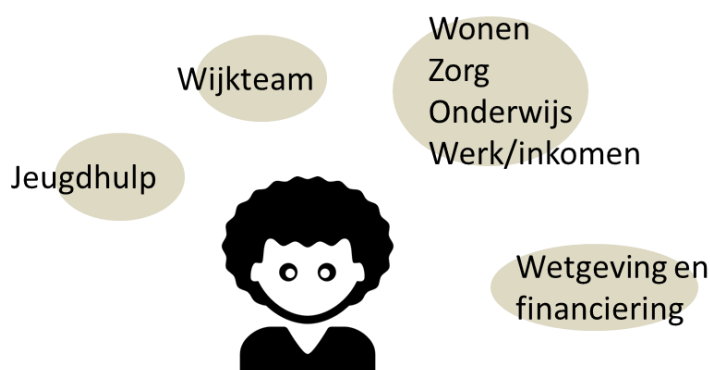 Wonen
Zorg
Onderwijs
Werk/inkomen
Wijkteam
Jeugdhulp
Wetgeving en
financiering